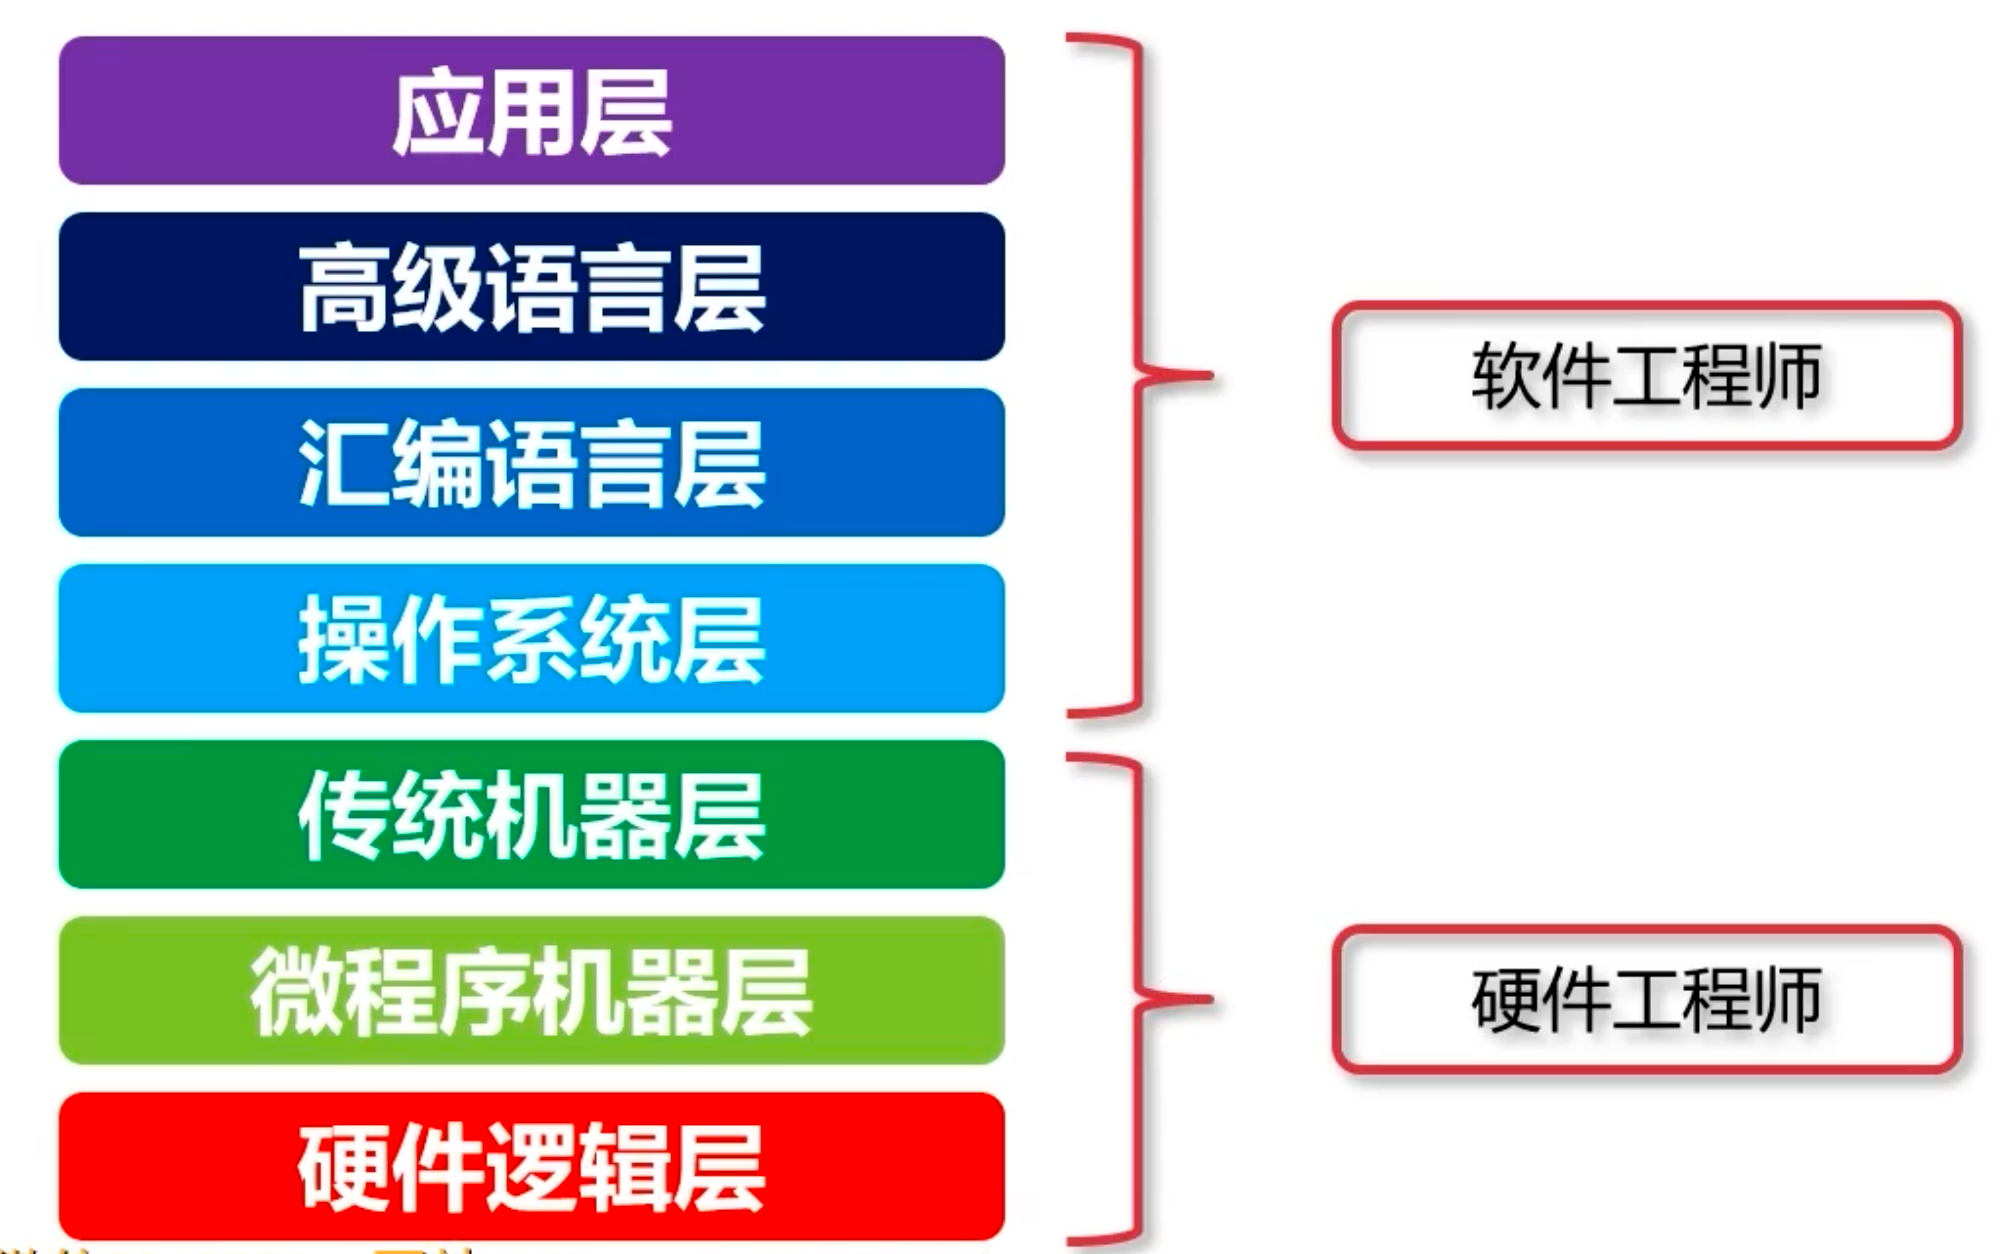 应用层
高级语言层
汇编语言层
操作系统层
传统机器层
微程序机器层
硬件逻辑层
软件工程师
硬件工程师